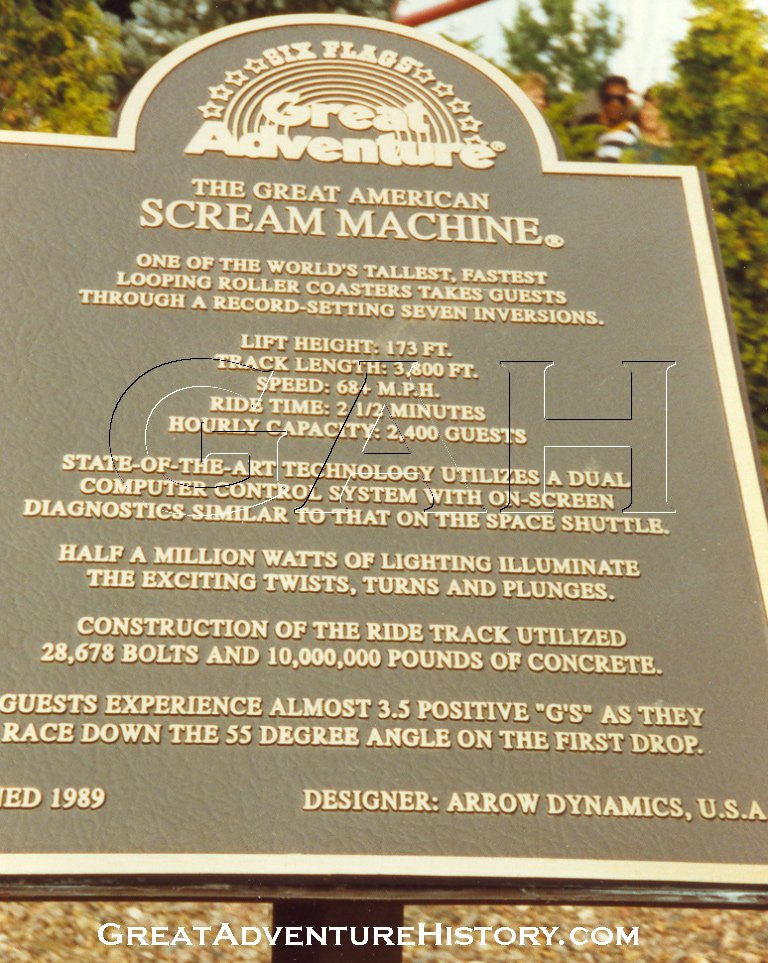 SIX FLAGS
Great
Adventure®
THE GREAT AMERICAN
SCREAM MACHINE®
ONE OF THE WORLD'S TALLEST, FASTEST
LOOPING ROLLER COASTERS TAKES GUESTS
THROUGH A RECORD-SETTING SEVEN INVERSIONS.
LIFT HEIGHT: 173 FT.
TRACK LENGTH: 3,800 FT.
SPEED: 68+ M.P.H.
RIDE TIME: 2 1/2 MINUTES
HOURLY CAPACITY: 2,400 GUESTS
GAH
STATE-OF-THE-ART TECHNOLOGY UTILIZES A DUAL
COMPUTER CONTROL SYSTEM WITH ON-SCREEN
DIAGNOSTICS SIMILAR TO THAT ON THE SPACE SHUTTLE.
HALF A MILLION WATTS OF LIGHTING ILLUMINATE
THE EXCITING TWISTS, TURNS AND PLUNGES.
CONSTRUCTION OF THE RIDE TRACK UTILIZED
28,678 BOLTS AND 10,000,000 POUNDS OF CONCRETE.
GUESTS EXPERIENCE ALMOST 3.5 POSITIVE "G'S" AS THEY
RACE DOWN THE 55 DEGREE ANGLE ON THE FIRST DROP.
NED 1989 DESIGNER: ARROW DYNAMICS, U.S.A
GREATADVENTUREHISTORY.COM